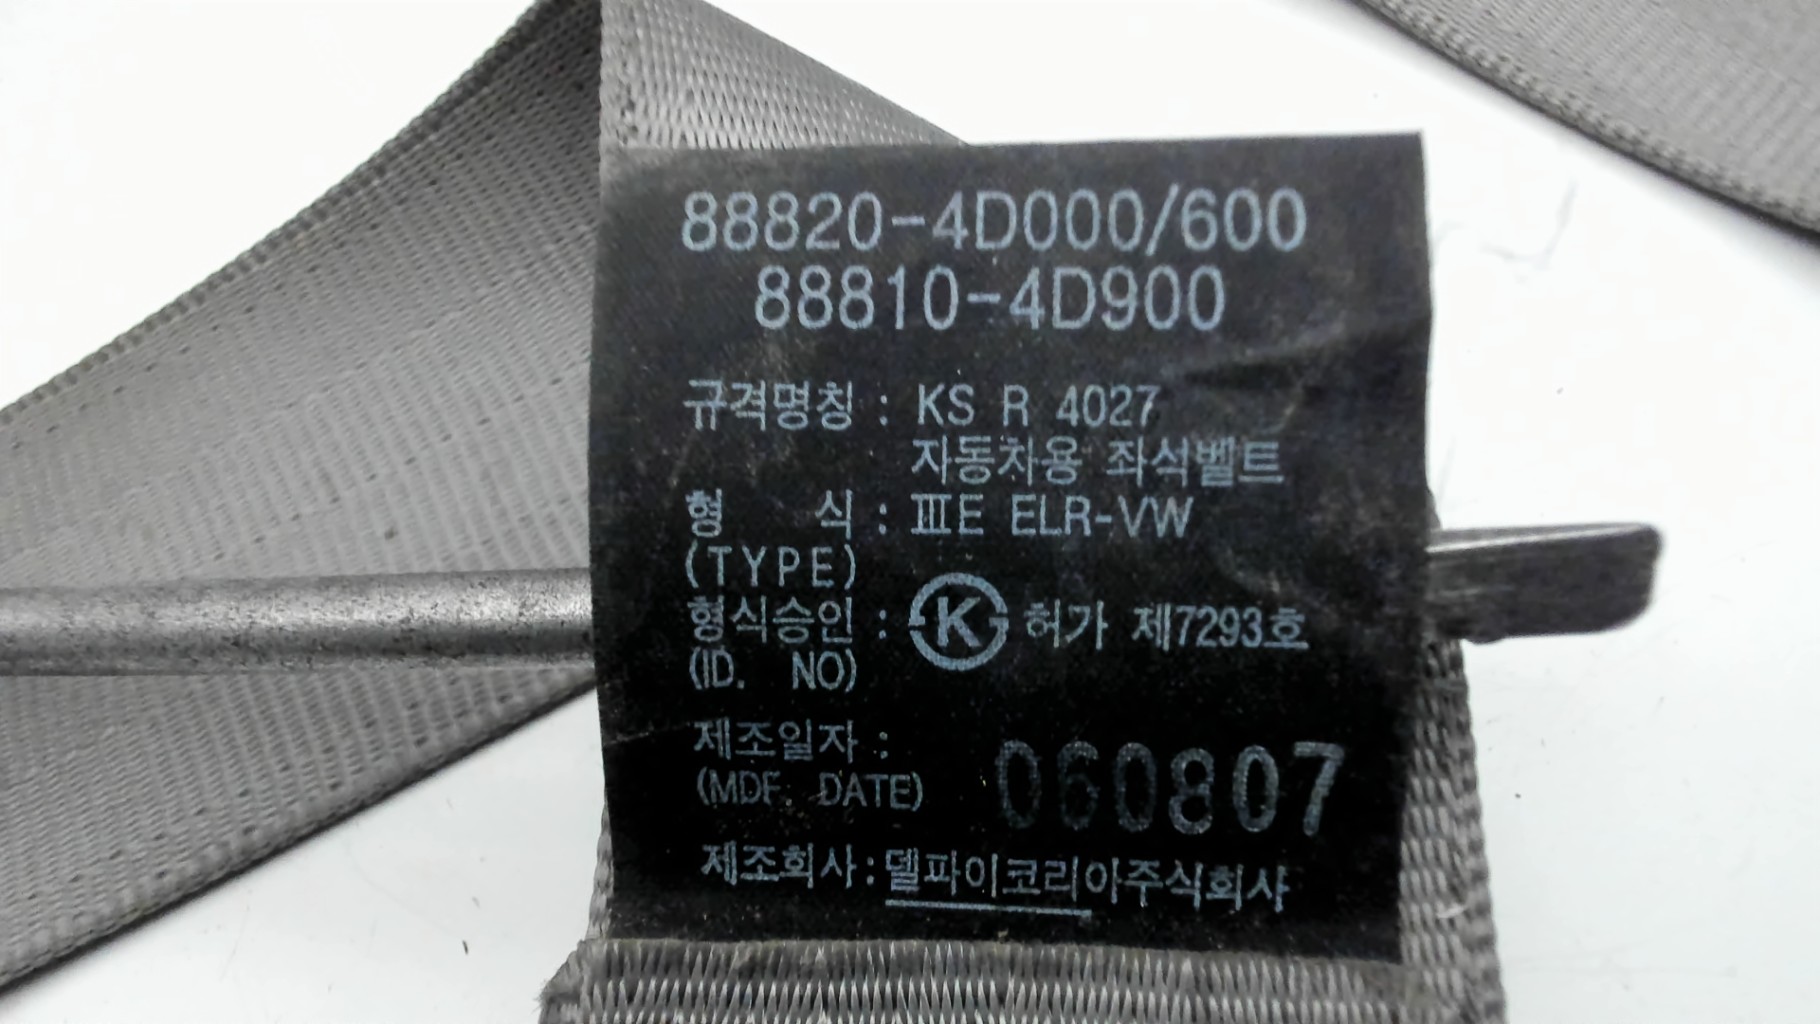 88820-4D000/600
88810-4D900
규격명칭 : KS R 4027
자동차용 좌석벨트
형 식 : ⅢE ELR-VW
(TYPE)
형식승인 : K 허가 제7293호
(ID. NO)
제조일자 :
(MDF. DATE) 060807
제조회사 : 델파이코리아주식회사